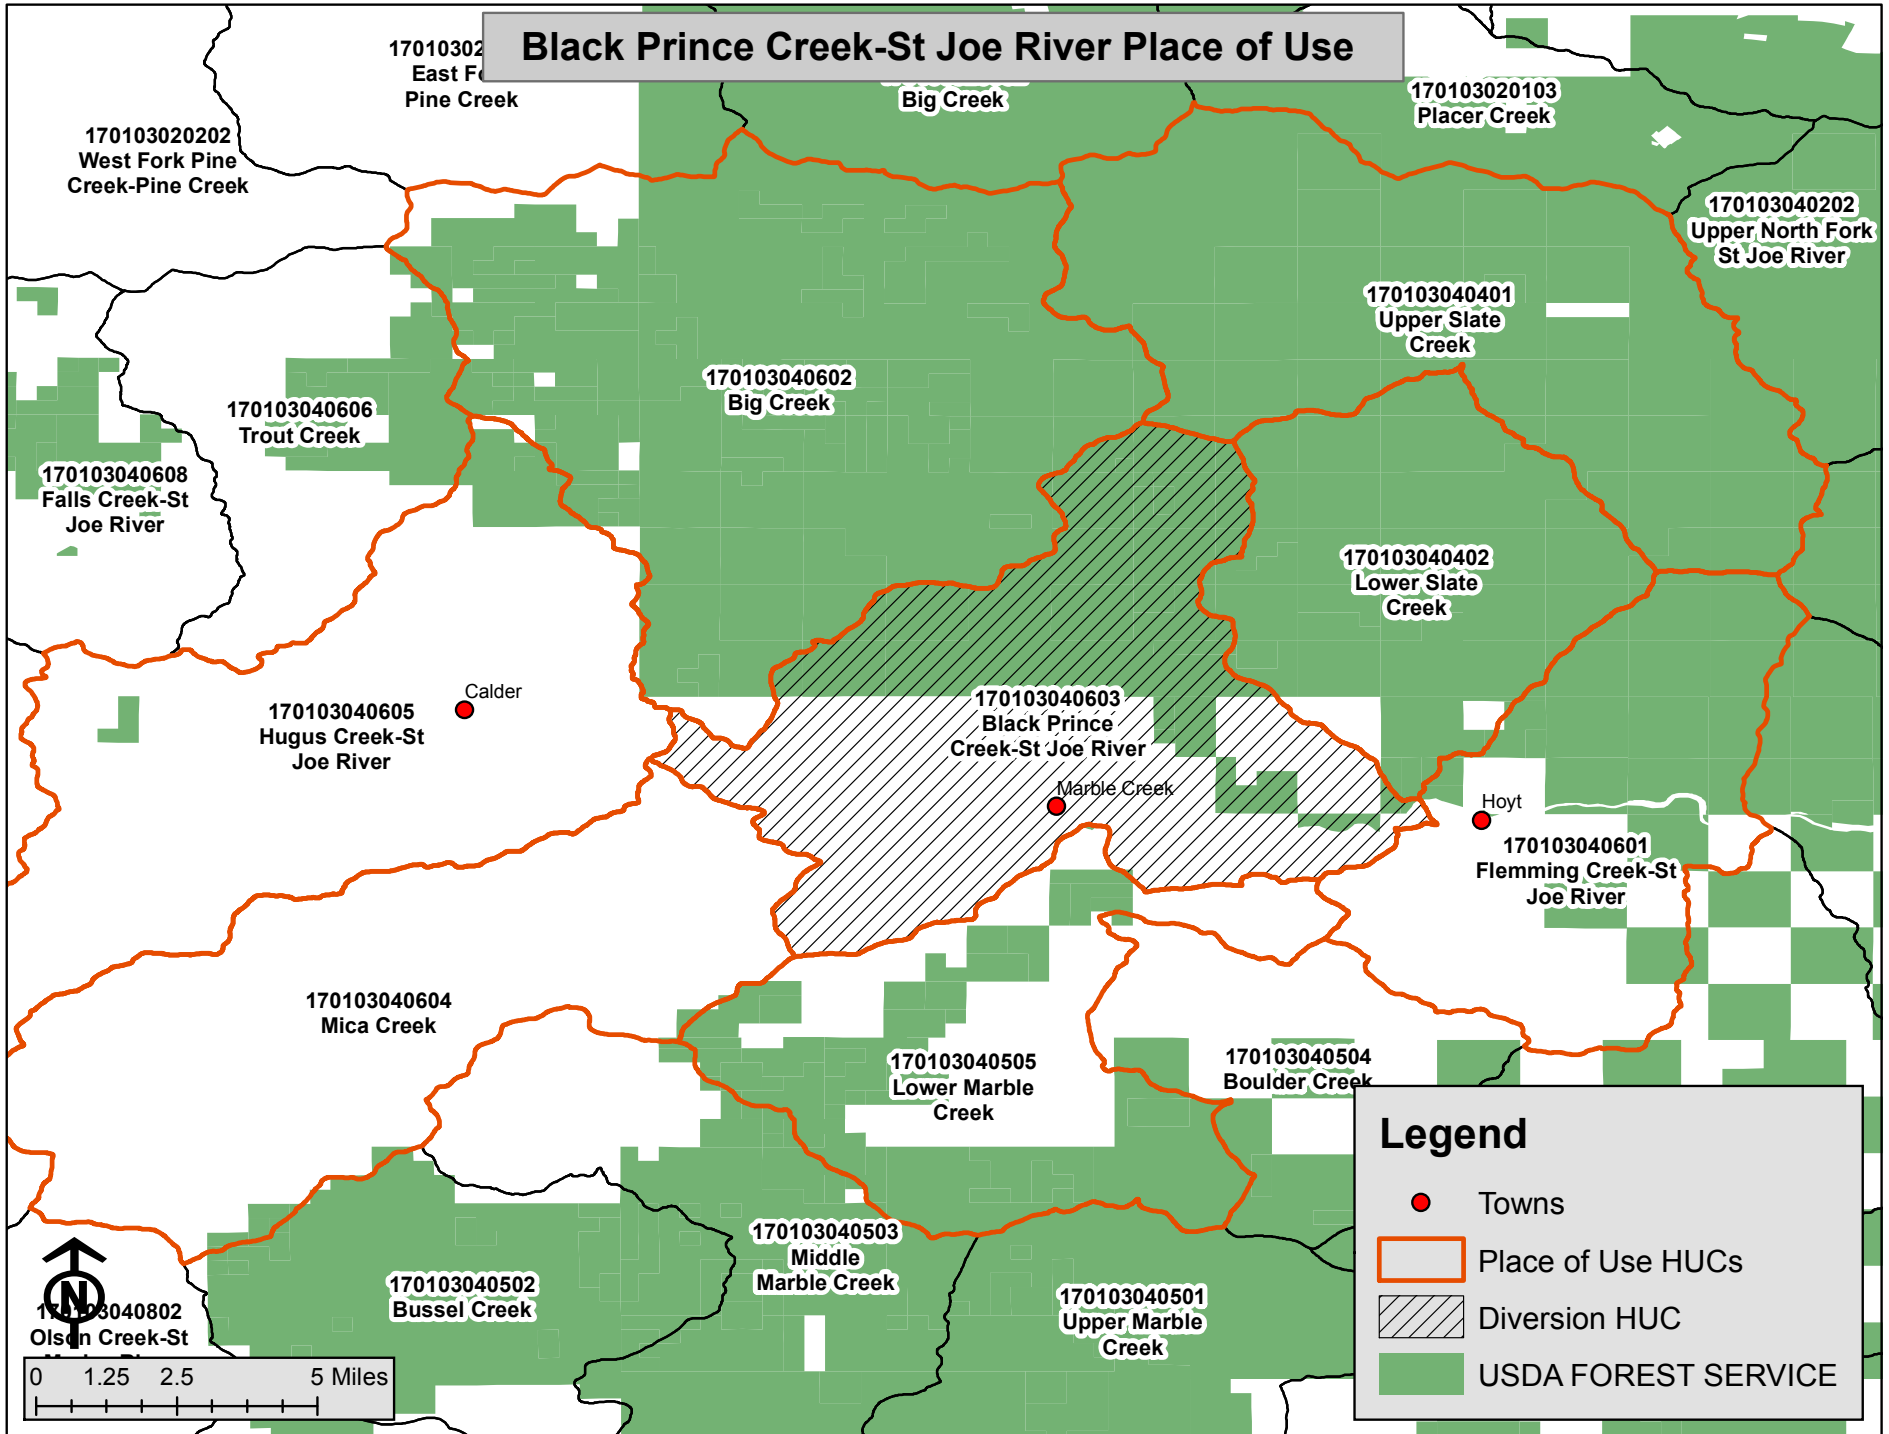 Black Prince Creek-St Joe River Place of Use
East
Pine Creek
Big Creek
170103020103
Placer Creek
170103020202
West Fork Pine
Creek-Pine Creek
170103040202
Upper North Fork
St Joe River
170103040401
Upper Slate
Creek
170103040602
Big Creek
170103040606
Trout Creek
170103040608
Falls Creek-St
Joe River
170103040402
Lower Slate
Creek
Calder
170103040605
Hugus Creek-St
Joe River
170103040603
Black Prince
Creek-St Joe River
Marble Creek
Hoyt
170103040601
Flemming Creek-St
Joe River
170103040604
Mica Creek
170103040505
Lower Marble
Creek
170103040504
Boulder Creek
170103040503
Middle
Marble Creek
170103040502
Bussel Creek
170103040501
Upper Marble
Creek
N
170103040802
Olson Creek-St
0 1.25 2.5 5 Miles
Legend
Towns
Place of Use HUCs
Diversion HUC
USDA FOREST SERVICE